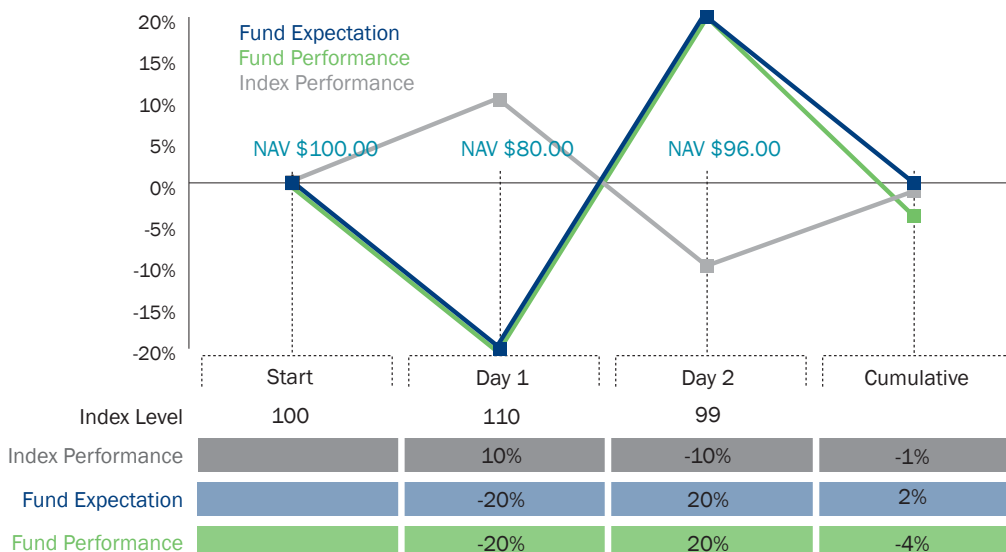 20%
15%
10%
5%
0%
-5%
-10%
-15%
-20%
Fund Expectation
Fund Performance
Index Performance
NAV $100.00 NAV $80.00 NAV $96.00
Start Day 1 Day 2 Cumulative
Index Level 100 110 99
Index Performance 10% -10% -1%
Fund Expectation -20% 20% 2%
Fund Performance -20% 20% -4%